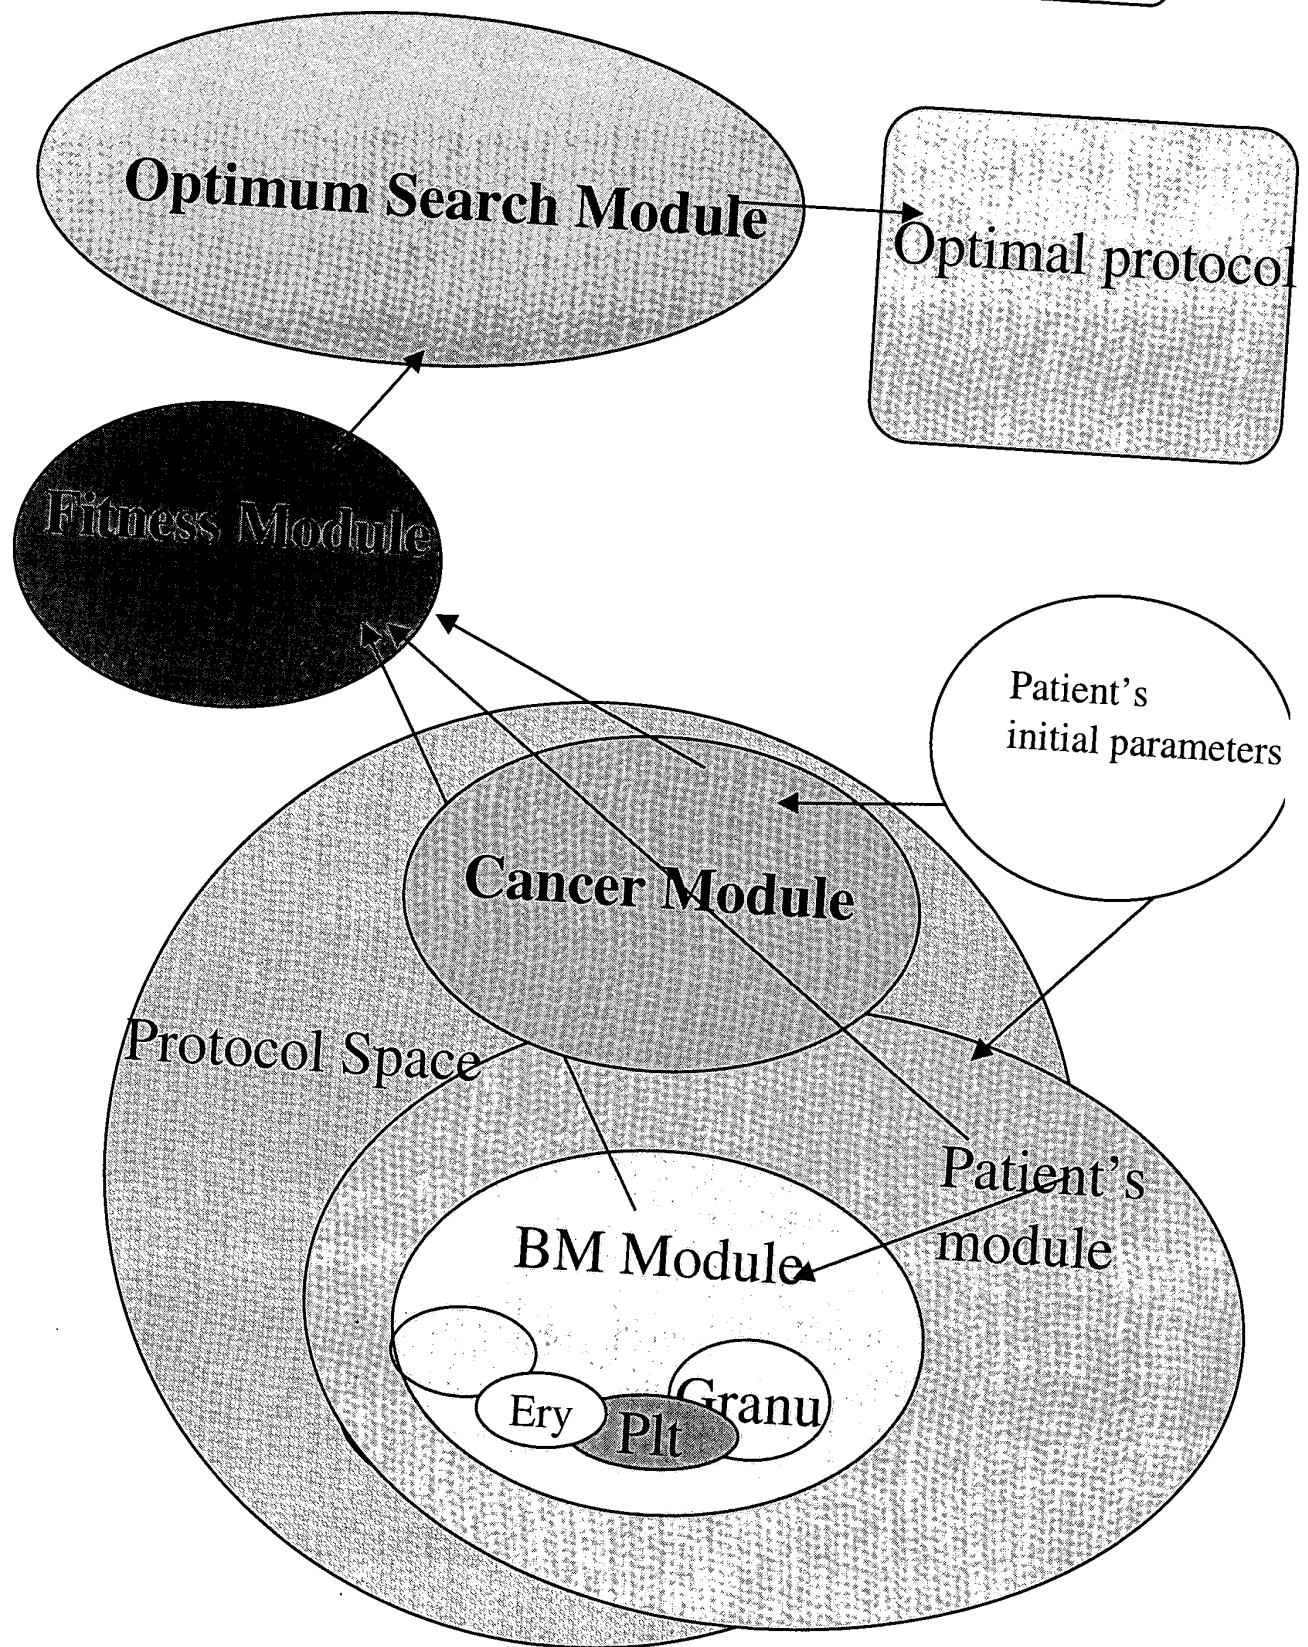 Optimum Search Module
Optimal protocol
Fitness Module
Patient's
initial parameters
Cancer Module
Protocol Space
Patient's
module
BM Module
Ery
Plt
Granu